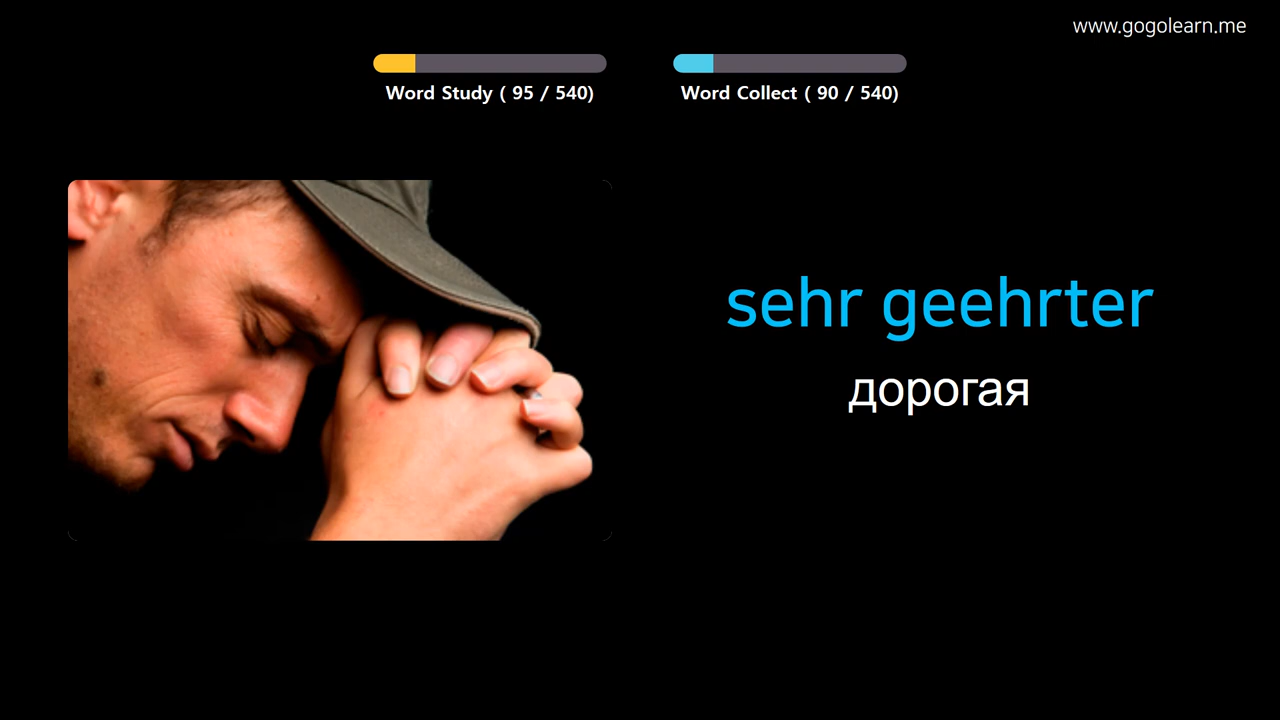 www.gogolearn.me
Word Study ( 95 / 540)
Word Collect ( 90 / 540)
sehr geehrter
дорогая